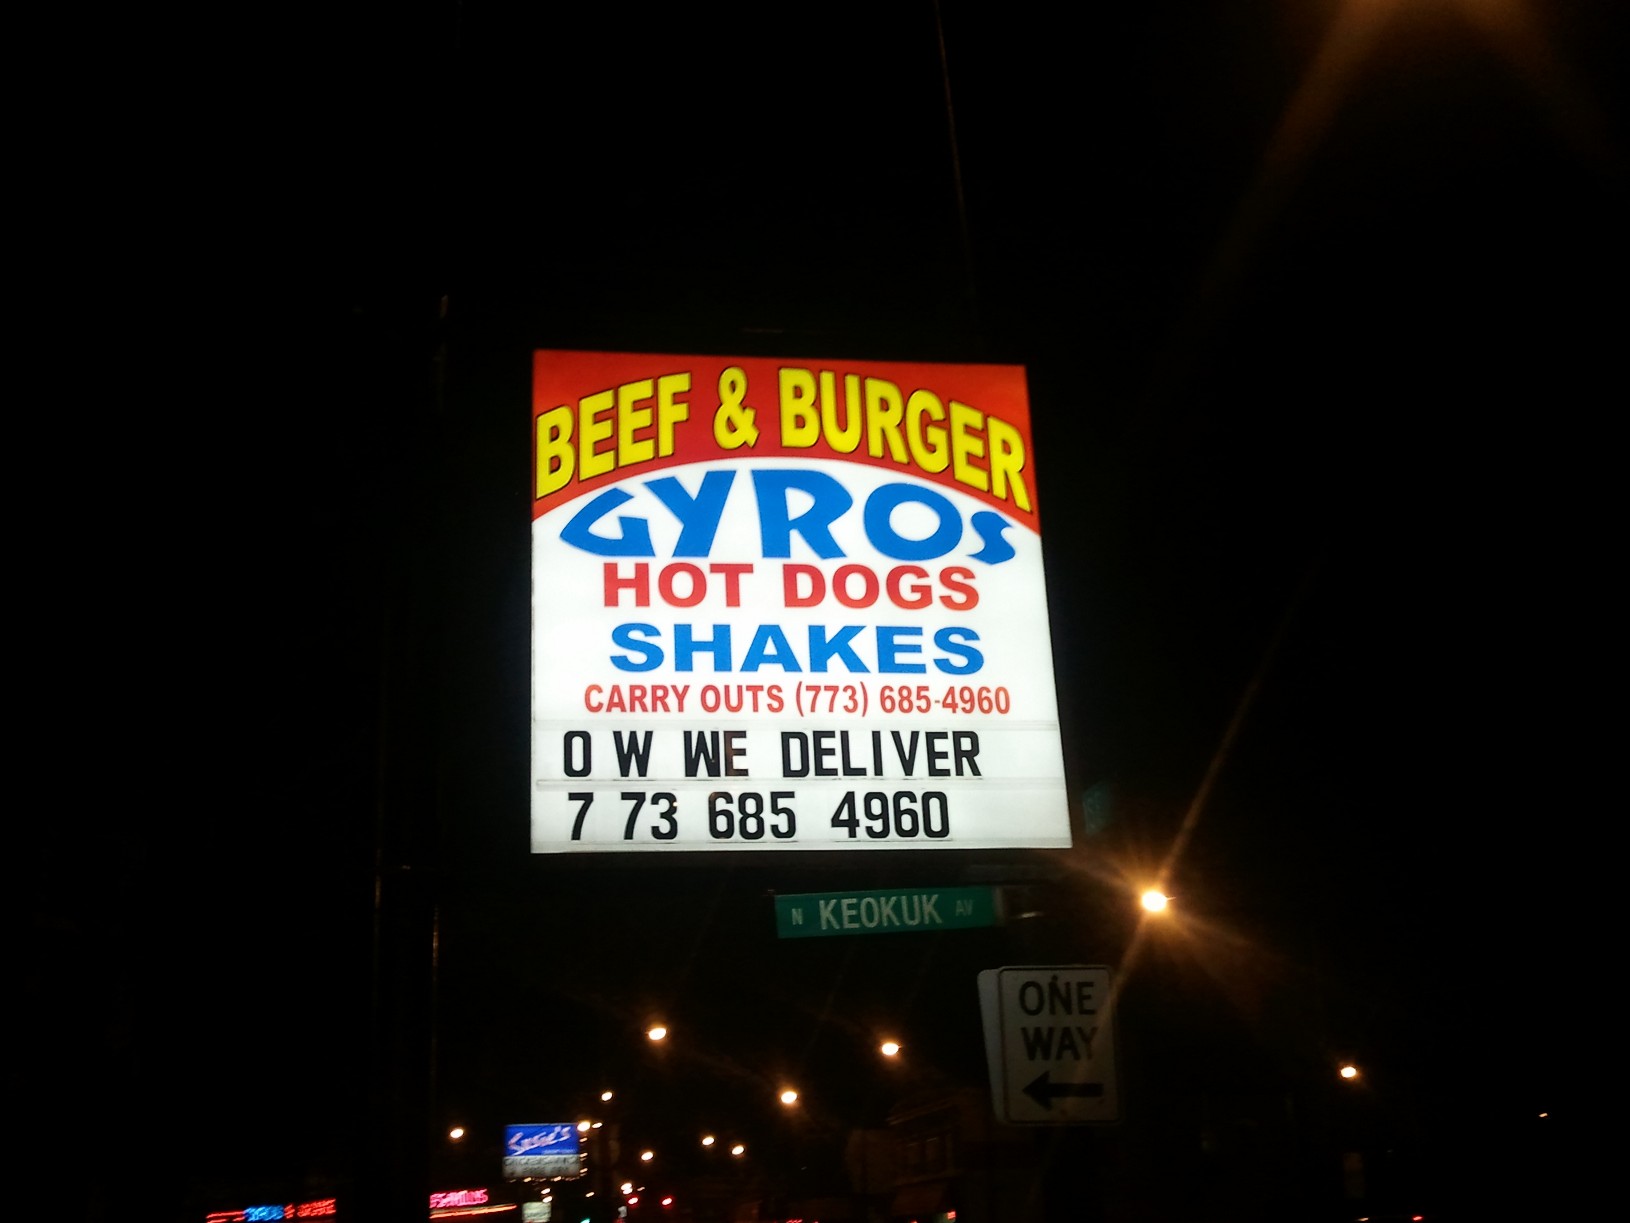 BEEF & BURGER
GYROS
HOT DOGS
SHAKES
CARRY OUTS (773) 685-4960
O W WE DELIVER
7 73 685 4960
N KEOKUK AV
ONE
WAY
Susie's